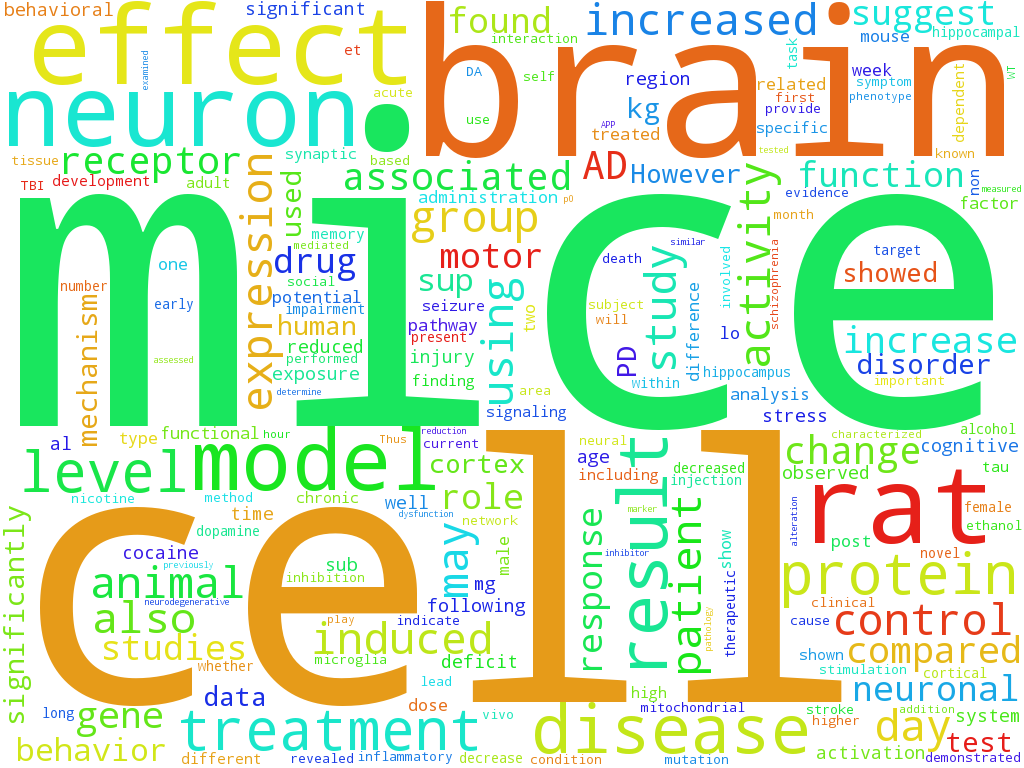 behavioral
significant
effect
et
examined
acute
neuron
brain
found
interaction
increased
suggest
mouse
hippocampal
DA
self
region
task
week
symptom
WT
related
first
phenotype
provide
dependent
use
kg
treated
APP
specific
tissue
receptor
synaptic
based
tested
known
TBI
development
adult
used
associated
AD
However
function
non
measured
evidence
factor
administration
p0
month
mice
expression
memory
group
activity
mediated
motor
similar
one
drug
death
target
showed
number
social
sup
seizure
using
two
subject
will
study
difference
involved
schizophrenia
early
potential
impairment
human
pathway
present
lo
increase
mechanism
reduced
performed
injury
PD
within
hippocampus
disorder
assessed
exposure
finding
area
analysis
important
determine
signaling
stress
al
type
functional
hour
Thus
reduction
current
neural
age
result
change
characterized
alcohol
cognitive
level
model
cortex
including
decreased
injection
observed
tau
nicotine
method
chronic
well
dysfunction
role
network
marker
alteration
rat
female
ethanol
significantly
time
dopamine
may
male
response
patient
show
post
novel
cell
cocaine
previously
sub
inhibition
inhibitor
animal
neurodegenerative
mg
therapeutic
protein
clinical
also
play
indicate
following
cause
control
studies
whether
induced
microglia
deficit
pathology
shown
compared
stimulation
cortical
lead
data
dose
high
mitochondrial
neuronal
long
gene
vivo
stroke
higher
addition
treatment
disease
day
system
test
behavior
different
revealed
inflammatory
decrease
condition
mutation
activation
demonstrated